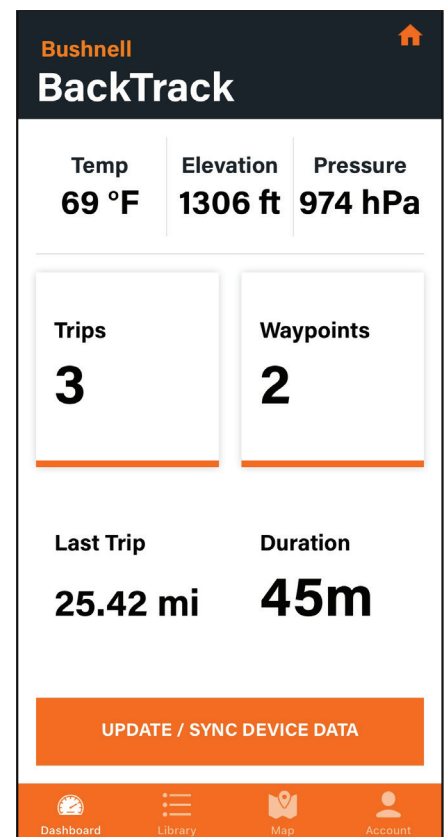 Bushnell
BackTrack
Temp Elevation Pressure
69 °F 1306 ft 974 hPa
Trips Waypoints
3 2
Last Trip Duration
25.42 mi 45m
UPDATE / SYNC DEVICE DATA
Dashboard Library Map Account